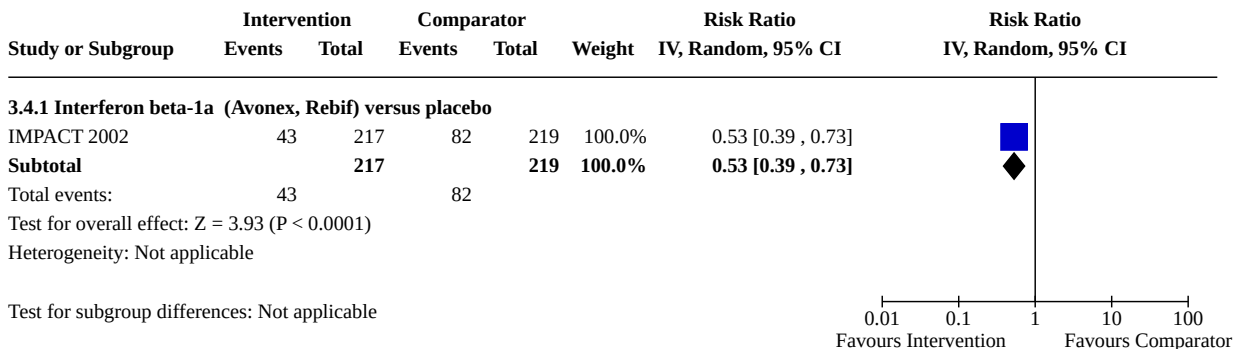 Intervention Comparator Risk Ratio Risk Ratio
Study or Subgroup Events Total Events Total Weight IV, Random, 95% CI IV, Random, 95% CI
3.4.1 Interferon beta-1a (Avonex, Rebif) versus placebo
IMPACT 2002 43 217 82 219 100.0% 0.53 [0.39 , 0.73]
Subtotal 217 219 100.0% 0.53 [0.39 , 0.73]
Total events: 43 82
Test for overall effect: Z = 3.93 (P < 0.0001)
Heterogeneity: Not applicable
Test for subgroup differences: Not applicable
0.01 0.1 1 10 100
Favours Intervention Favours Comparator